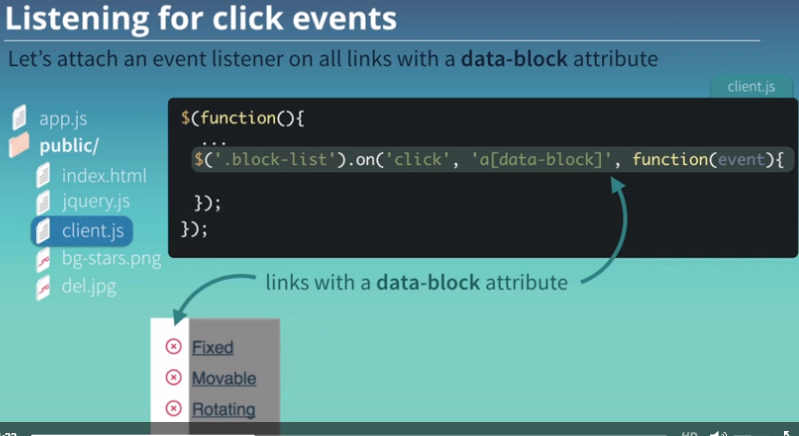 Listening for click events
Let's attach an event listener on all links with a data-block attribute
client.js
app.js
public/
index.html
jquery.js
client.js
bg-stars.png
del.jpg
$(function(){
...
$('.block-list').on('click', 'a[data-block]', function(event){
});
});
links with a data-block attribute
Fixed
Movable
Rotating